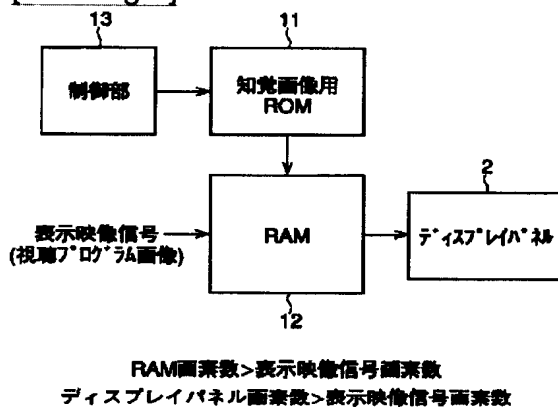 13
11
制御部
知覚画像用
ROM
2
表示映像信号
(視聴プログラム画像)
RAM
ディスプレイパネル
12
RAM画素数>表示映像信号画素数
ディスプレイパネル画素数>表示映像信号画素数